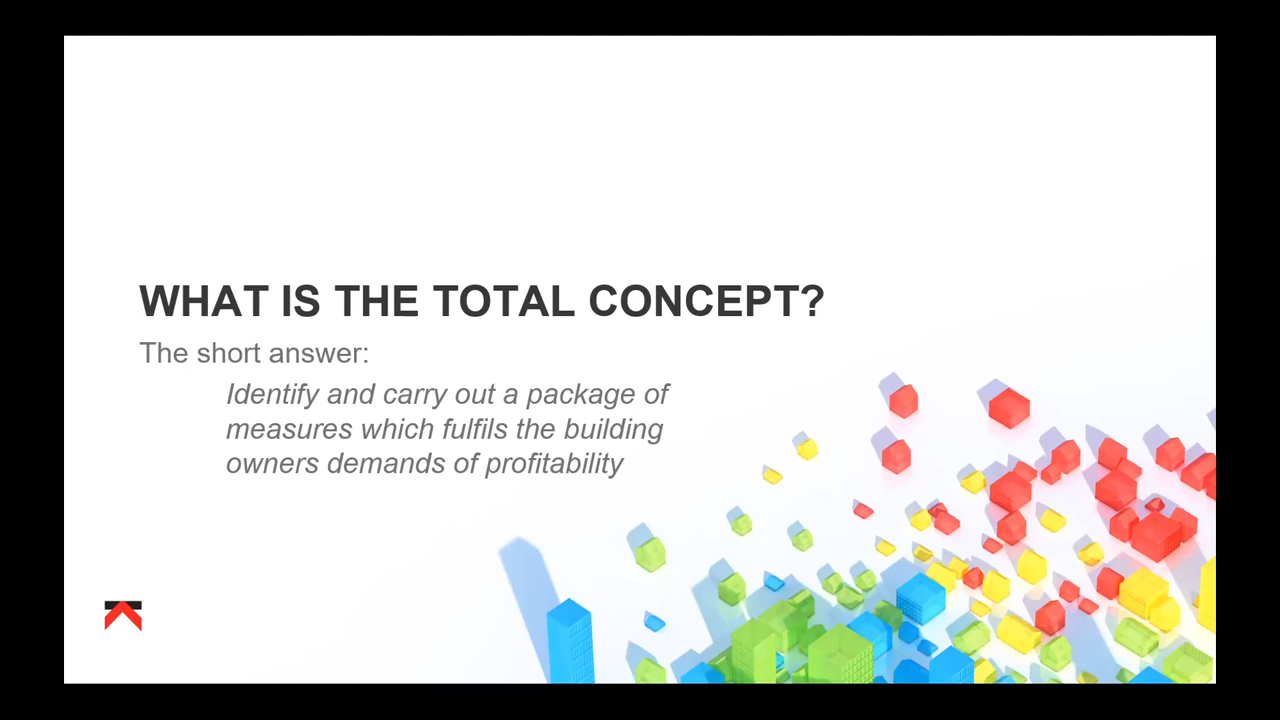 WHAT IS THE TOTAL CONCEPT?
The short answer:
Identify and carry out a package of
measures which fulfils the building
owners demands of profitability